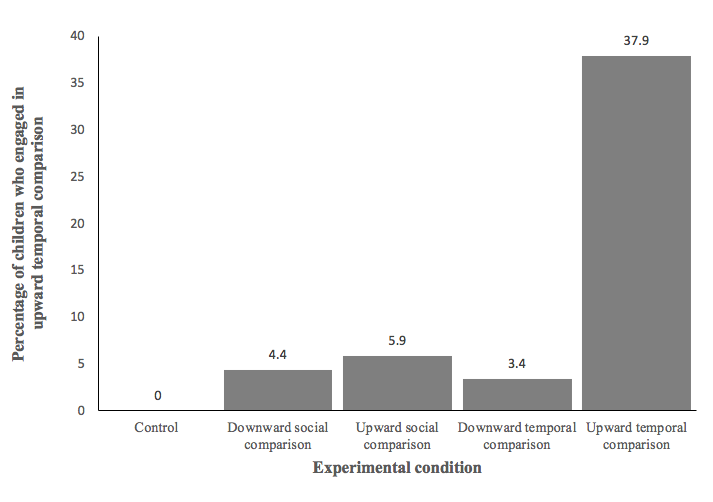 Percentage of children who engaged in
upward temporal comparison
40
35
30
25
20
15
10
5
0
0
4.4
5.9
3.4
37.9
Control
Downward social
comparison
Upward social
comparison
Downward temporal
comparison
Upward temporal
comparison
Experimental condition